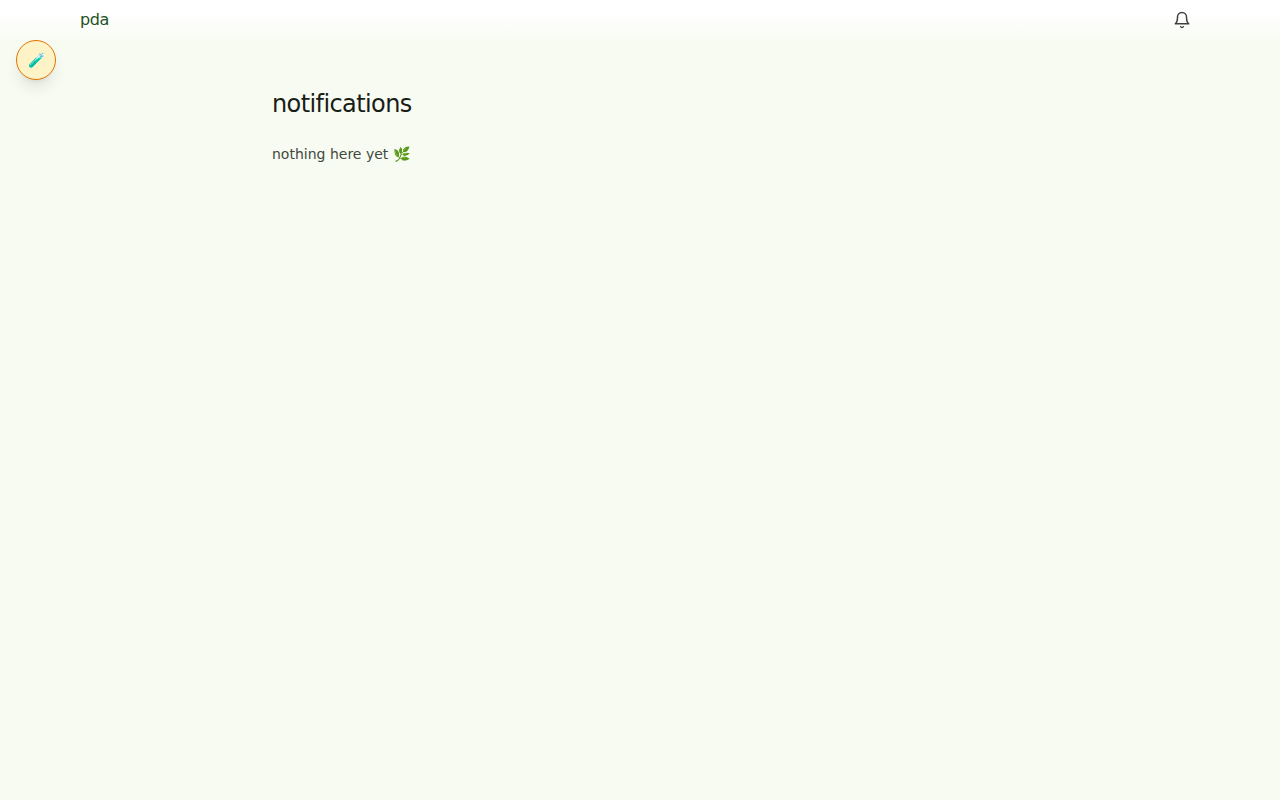 pda
notifications
nothing here yet 🌿